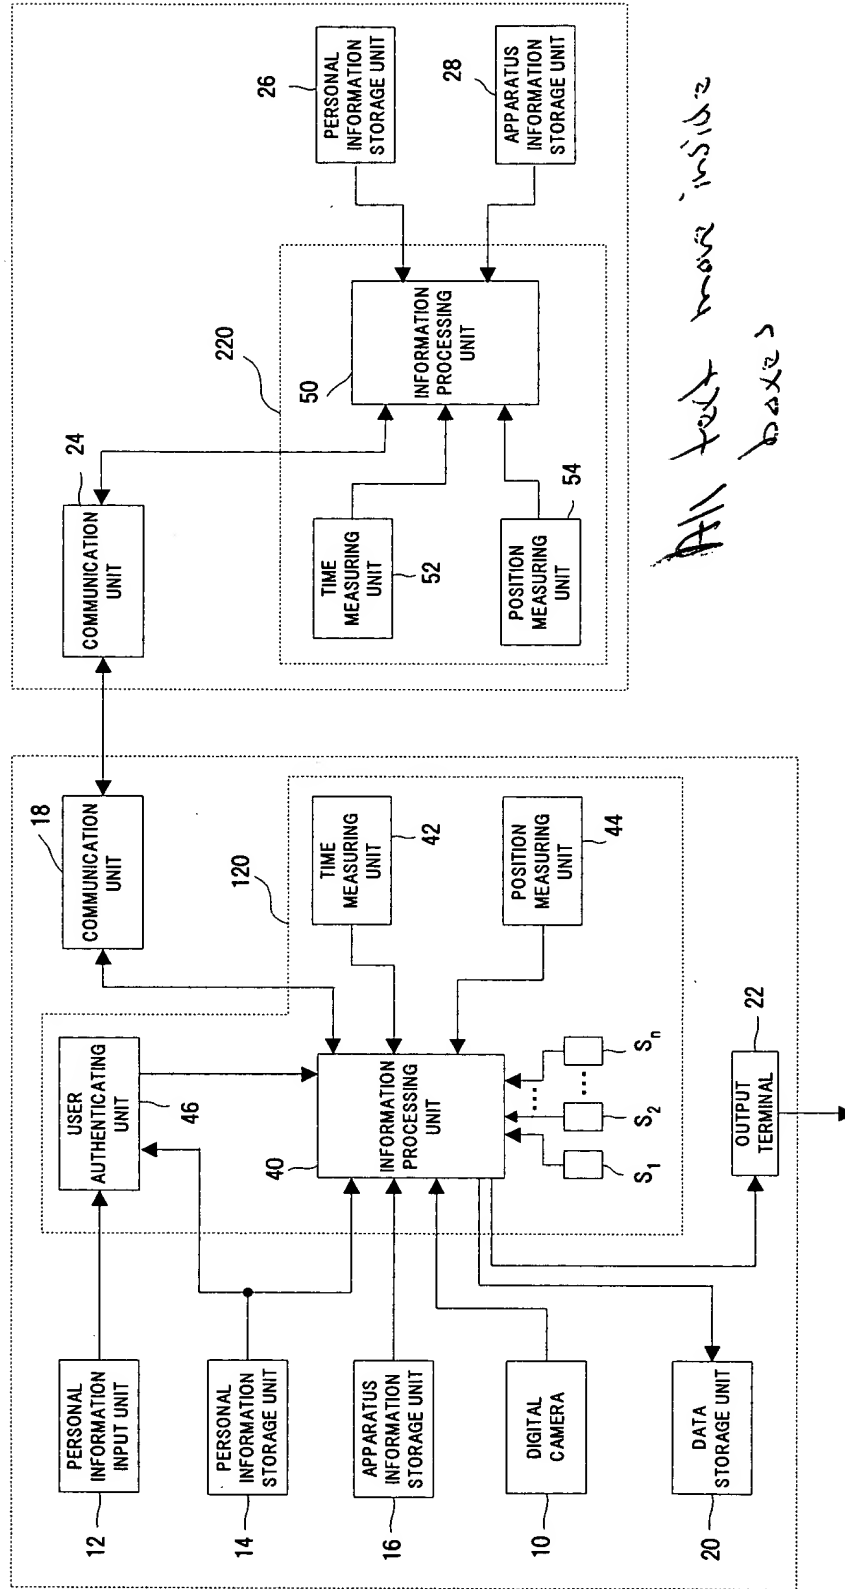 12
PERSONAL
INFORMATION
INPUT UNIT
14
PERSONAL
INFORMATION
STORAGE UNIT
16
APPARATUS
INFORMATION
STORAGE UNIT
10
DIGITAL
CAMERA
20
DATA
STORAGE UNIT
USER
AUTHENTICATING
UNIT
46
40
INFORMATION
PROCESSING
UNIT
S1
S2
Sn
...
...
OUTPUT
TERMINAL
22
120
18
COMMUNICATION
UNIT
TIME
MEASURING
UNIT
42
POSITION
MEASURING
UNIT
44
24
COMMUNICATION
UNIT
220
TIME
MEASURING
UNIT
52
POSITION
MEASURING
UNIT
54
50
INFORMATION
PROCESSING
UNIT
26
PERSONAL
INFORMATION
STORAGE UNIT
28
APPARATUS
INFORMATION
STORAGE UNIT
All text move inside
boxes